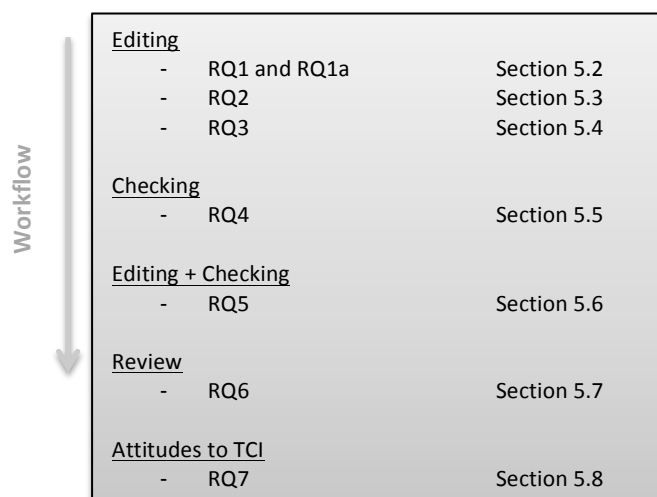 Workflow
Editing
- RQ1 and RQ1a Section 5.2
- RQ2 Section 5.3
- RQ3 Section 5.4
Checking
- RQ4 Section 5.5
Editing + Checking
- RQ5 Section 5.6
Review
- RQ6 Section 5.7
Attitudes to TCI
- RQ7 Section 5.8